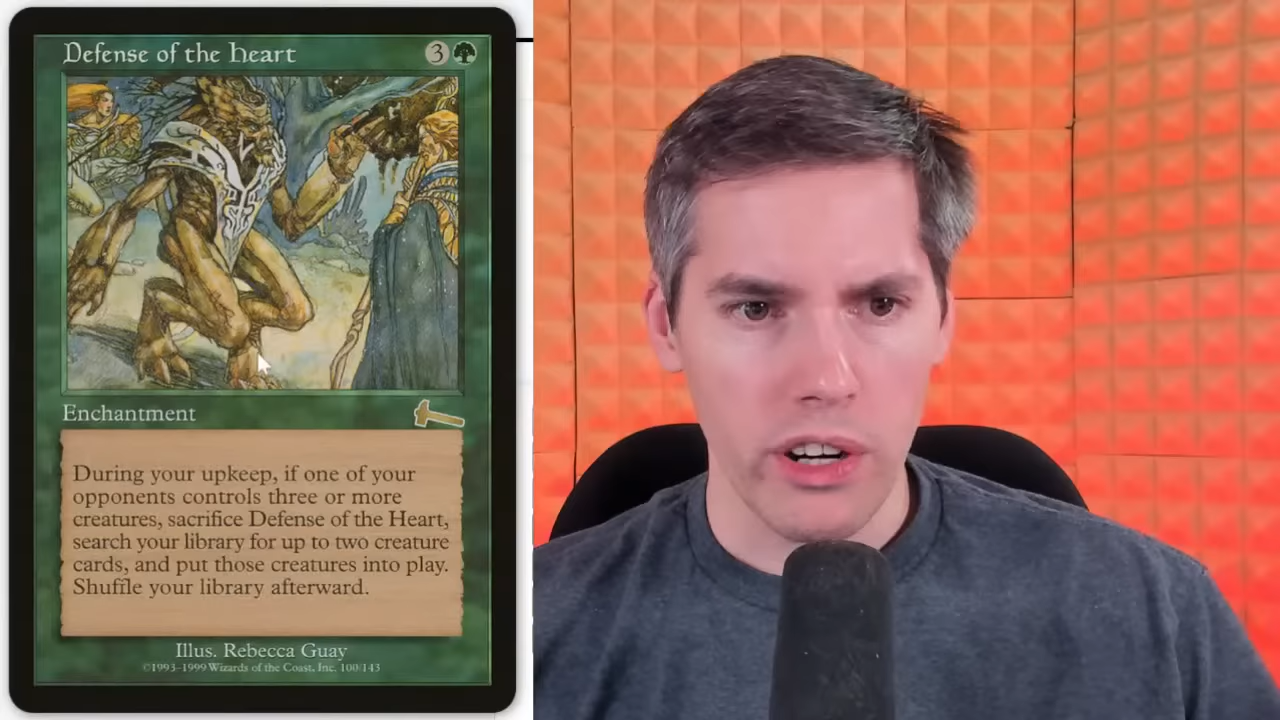 Defense of the Heart
3
Enchantment
During your upkeep, if one of your
opponents controls three or more
creatures, sacrifice Defense of the Heart,
search your library for up to two creature
cards, and put those creatures into play.
Shuffle your library afterward.
Illus. Rebecca Guay
©1993–1999 Wizards of the Coast, Inc. 100/143